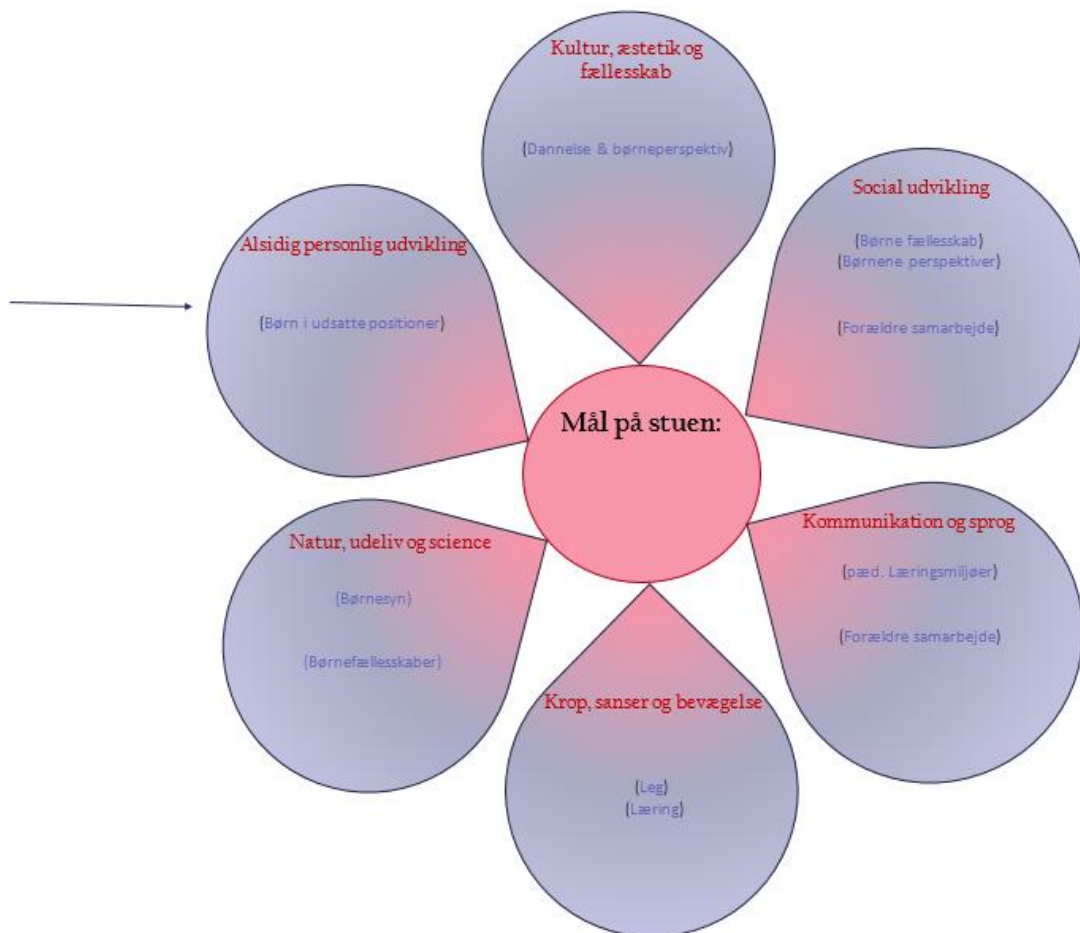 Kultur, æstetik og
fællesskab
(Dannelse & børneperspektiv)
Social udvikling
(Børne fællesskab)
(Børnene perspektiver)
(Forældre samarbejde)
Alsidig personlig udvikling
(Børn i udsatte positioner)
Mål på stuen:
Natur, udeliv og science
(Børnesyn)
(Børnefællesskaber)
Kommunikation og sprog
(pæd. Læringsmiljøer)
(Forældre samarbejde)
Krop, sanser og bevægelse
(Leg)
(Læring)